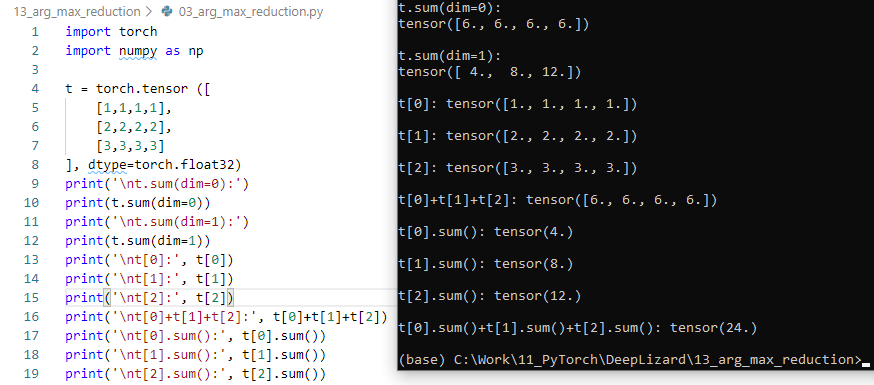 13_arg_max_reduction > 03_arg_max_reduction.py
1 import torch
2 import numpy as np
3
4 t = torch.tensor ([
5 [1,1,1,1],
6 [2,2,2,2],
7 [3,3,3,3]
8 ], dtype=torch.float32)
9 print('\nt.sum(dim=0):')
10 print(t.sum(dim=0))
11 print('\nt.sum(dim=1):')
12 print(t.sum(dim=1))
13 print('\nt[0]:', t[0])
14 print('\nt[1]:', t[1])
15 print('\nt[2]:', t[2])
16 print('\nt[0]+t[1]+t[2]:', t[0]+t[1]+t[2])
17 print('\nt[0].sum():', t[0].sum())
18 print('\nt[1].sum():', t[1].sum())
19 print('\nt[2].sum():', t[2].sum())
t.sum(dim=0):
tensor([6., 6., 6., 6.])
t.sum(dim=1):
tensor([ 4.,  8., 12.])
t[0]: tensor([1., 1., 1., 1.])
t[1]: tensor([2., 2., 2., 2.])
t[2]: tensor([3., 3., 3., 3.])
t[0]+t[1]+t[2]: tensor([6., 6., 6., 6.])
t[0].sum(): tensor(4.)
t[1].sum(): tensor(8.)
t[2].sum(): tensor(12.)
t[0].sum()+t[1].sum()+t[2].sum(): tensor(24.)
(base) C:\Work\11_PyTorch\DeepLizard\13_arg_max_reduction>